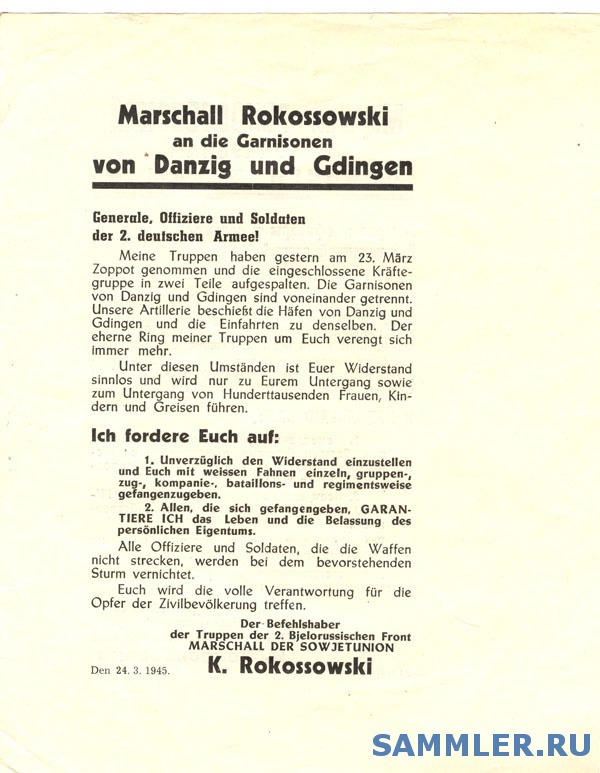 Marschall Rokossowski
an die Garnisonen
von Danzig und Gdingen
Generale, Offiziere und Soldaten
der 2. deutschen Armee!
Meine Truppen haben gestern am 23. März
Zoppot genommen und die eingeschlossene Kräfte-
gruppe in zwei Teile aufgespalten. Die Garnisonen
von Danzig und Gdingen sind voneinander getrennt.
Unsere Artillerie beschießt die Häfen von Danzig und
Gdingen und die Einfahrten zu denselben. Der
eherne Ring meiner Truppen um Euch verengt sich
immer mehr.
Unter diesen Umständen ist Euer Widerstand
sinnlos und wird nur zu Eurem Untergang sowie
zum Untergang von Hunderttausenden Frauen, Kin-
dern und Greisen führen.
Ich fordere Euch auf:
1. Unverzüglich den Widerstand einzustellen
und Euch mit weissen Fahnen einzeln, gruppen-,
zug-, kompanie-, bataillons- und regimentsweise
gefangenzugeben.
2. Allen, die sich gefangengeben, GARAN-
TIERE ICH das Leben und die Belassung des
persönlichen Eigentums.
Alle Offiziere und Soldaten, die die Waffen
nicht strecken, werden bei dem bevorstehenden
Sturm vernichtet.
Euch wird die volle Verantwortung für die
Opfer der Zivilbevölkerung treffen.
Der Befehlshaber
der Truppen der 2. Bjelorussischen Front
MARSCHALL DER SOWJETUNION
Den 24. 3. 1945. K. Rokossowski
SAMMLER.RU